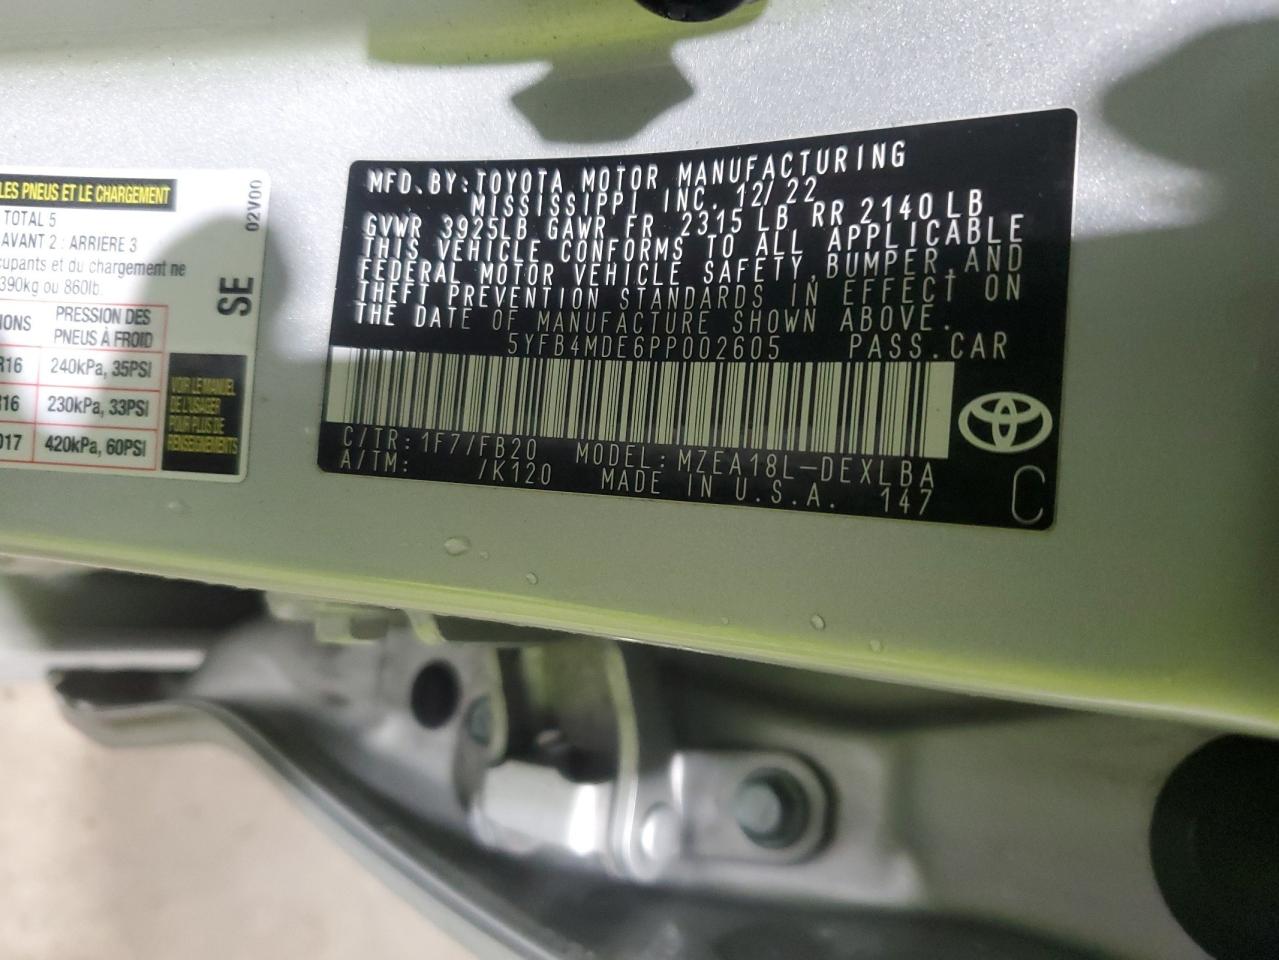 LES PNEUS ET LE CHARGEMENT
TOTAL 5
AVANT 2 : ARRIERE 3
et du chargement ne
390kg ou 860lb.
PRESSION DES
PNEUS À FROID
R16 240kPa, 35PSI
R16 230kPa, 33PSI
D17 420kPa, 60PSI
02V00
SE
VOIR LE MANUEL
DE L'USAGER
POUR PLUS DE
RENSEIGNEMENTS
MFD. BY: TOYOTA MOTOR MANUFACTURING
MISSISSIPPI INC. 12/22
GVWR 3925LB GAWR FR 2315 LB RR 2140 LB
THIS VEHICLE CONFORMS TO ALL APPLICABLE
FEDERAL MOTOR VEHICLE SAFETY, BUMPER, AND
THEFT PREVENTION STANDARDS IN EFFECT ON
THE DATE OF MANUFACTURE SHOWN ABOVE.
5YFB4MDE6PP002605 PASS.CAR
C/TR: 1F7/FB20 MODEL: MZEA18L-DEXLBA
A/TM: /K120 MADE IN U.S.A. 147
C